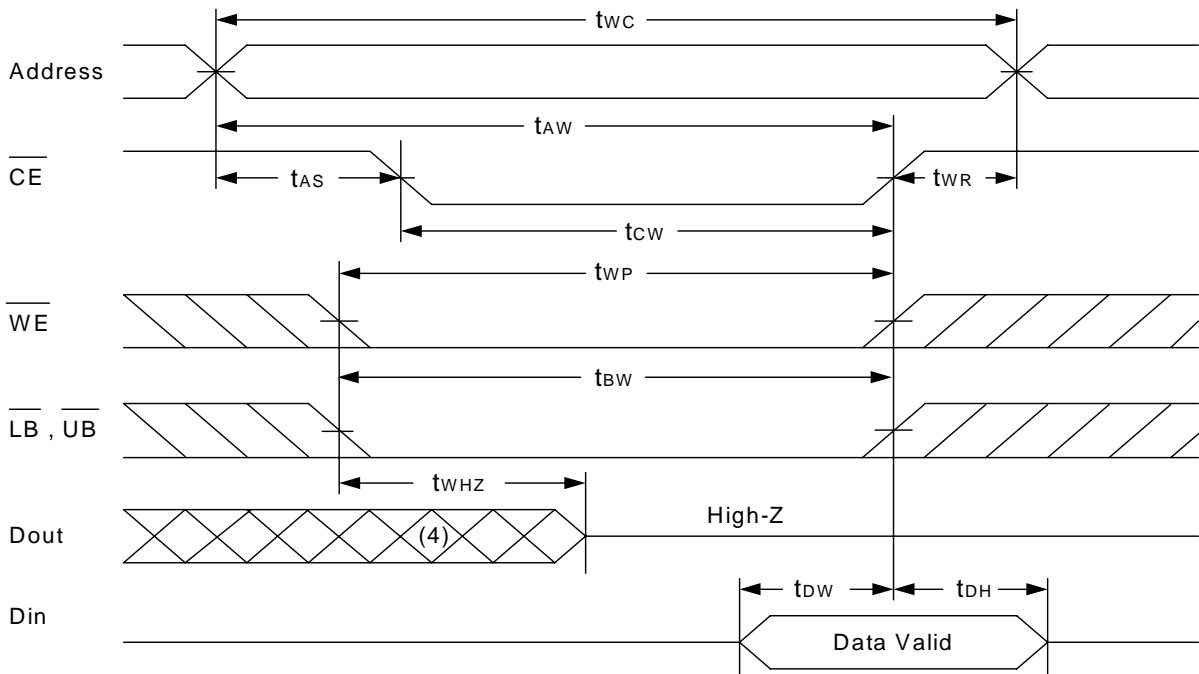 tWC
Address
tAW
CE
tAS
tWR
tCW
tWP
WE
tBW
LB , UB
tWHZ
High-Z
Dout
(4)
tDW
tDH
Din
Data Valid